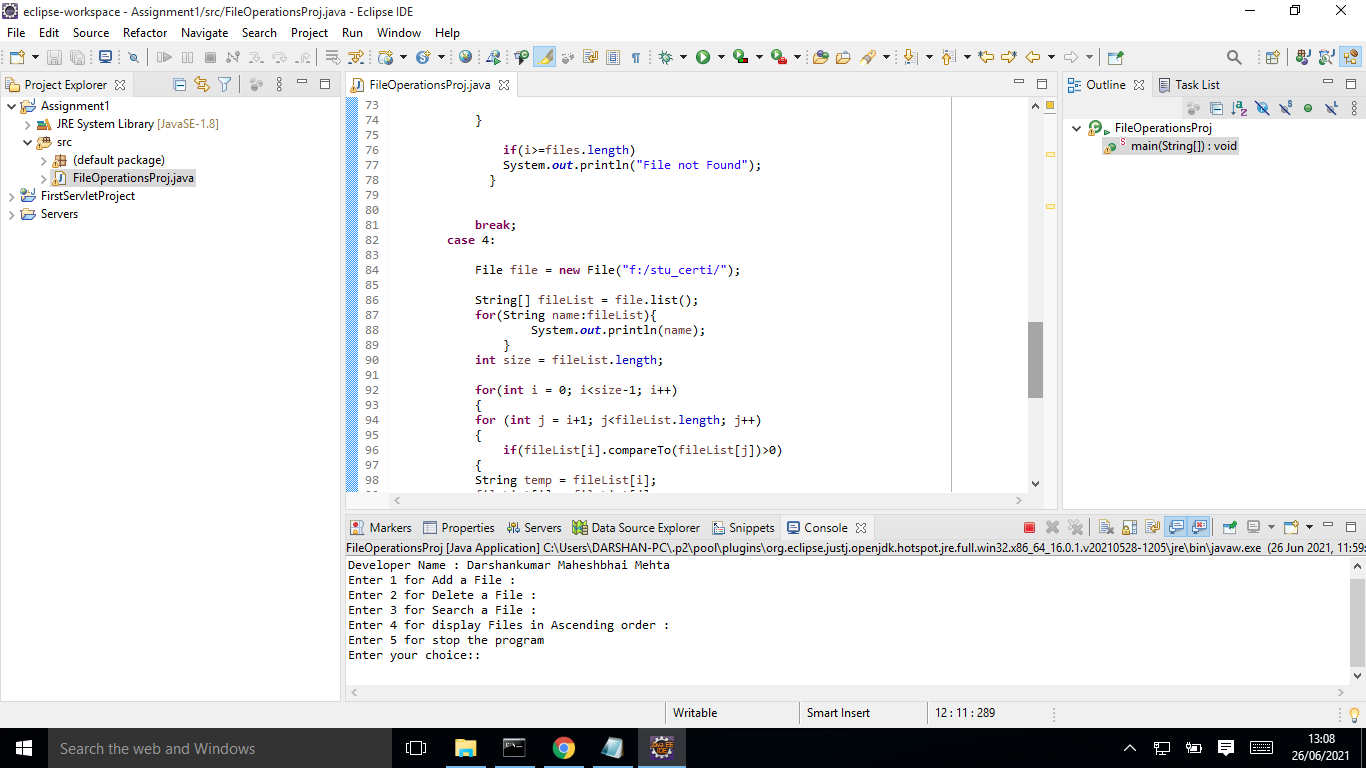 eclipse-workspace - Assignment1/src/FileOperationsProj.java - Eclipse IDE
File Edit Source Refactor Navigate Search Project Run Window Help
Project Explorer
Assignment1
JRE System Library [JavaSE-1.8]
src
(default package)
FileOperationsProj.java
FirstServletProject
Servers
FileOperationsProj.java
73
74 }
75
76 if(i>=files.length)
77 System.out.println("File not Found");
78 }
79
80
81 break;
82 case 4:
83
84 File file = new File("f:/stu_certi/");
85
86 String[] fileList = file.list();
87 for(String name:fileList){
88 System.out.println(name);
89 }
90 int size = fileList.length;
91
92 for(int i = 0; i<size-1; i++)
93 {
94 for (int j = i+1; j<fileList.length; j++)
95 {
96 if(fileList[i].compareTo(fileList[j])>0)
97 {
98 String temp = fileList[i];
Outline Task List
FileOperationsProj
main(String[]) : void
Markers Properties Servers Data Source Explorer Snippets Console
FileOperationsProj [Java Application] C:\Users\DARSHAN-PC\.p2\pool\plugins\org.eclipse.justj.openjdk.hotspot.jre.full.win32.x86_64_16.0.1.v20210528-1205\jre\bin\javaw.exe (26 Jun 2021, 11:59:
Developer Name : Darshankumar Maheshbhai Mehta
Enter 1 for Add a File :
Enter 2 for Delete a File :
Enter 3 for Search a File :
Enter 4 for display Files in Ascending order :
Enter 5 for stop the program
Enter your choice::
Writable Smart Insert 12 : 11 : 289
Search the web and Windows
13:08
26/06/2021